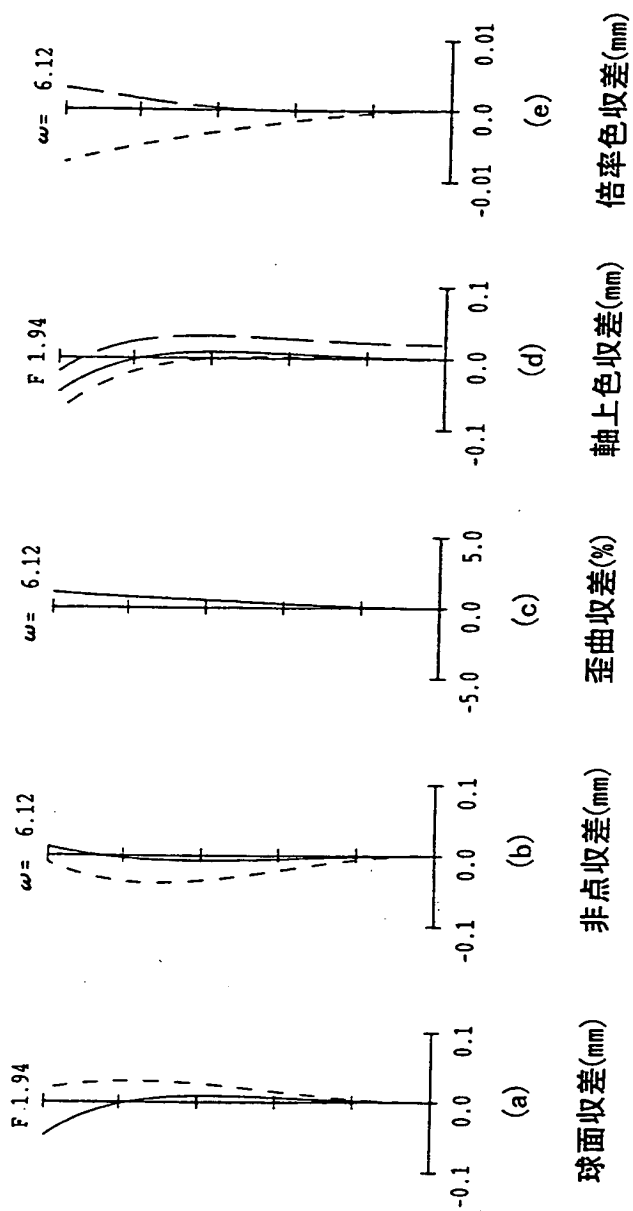 F 1.94
-0.1
0.0
0.1
(a)
球面収差(mm)
ω= 6.12
-0.1
0.0
0.1
(b)
非点収差(mm)
ω= 6.12
-5.0
0.0
5.0
(c)
歪曲収差(%)
F 1.94
-0.1
0.0
0.1
(d)
軸上色収差(mm)
ω= 6.12
-0.01
0.0
0.01
(e)
倍率色収差(mm)